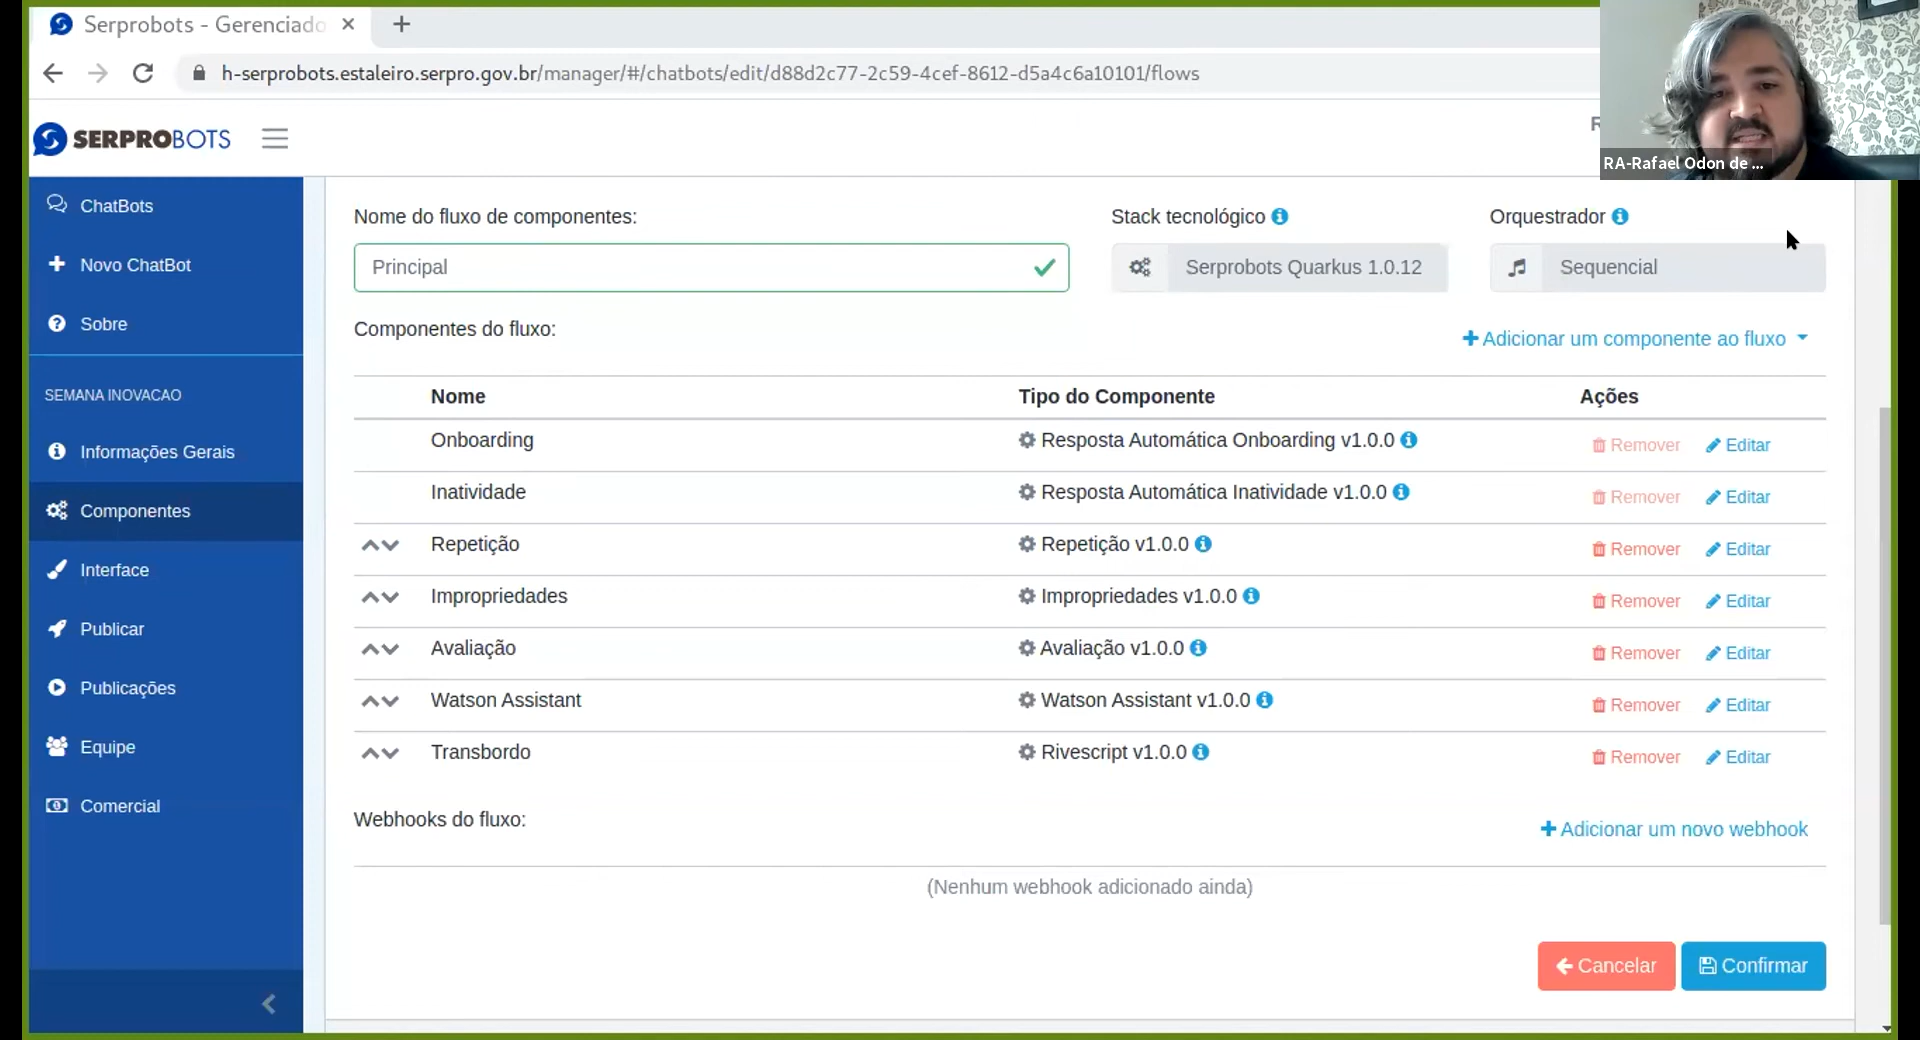 Serprobots - Gerenciado
h-serprobots.estaleiro.serpro.gov.br/manager/#/chatbots/edit/d88d2c77-2c59-4cef-8612-d5a4c6a10101/flows
SERPROBOTS
R
RA-Rafael Odon de ...
ChatBots
Novo ChatBot
Sobre
SEMANA INOVACAO
Informações Gerais
Componentes
Interface
Publicar
Publicações
Equipe
Comercial
Nome do fluxo de componentes:
Principal
Stack tecnológico
Serprobots Quarkus 1.0.12
Orquestrador
Sequencial
Componentes do fluxo:
Adicionar um componente ao fluxo
Nome Tipo do Componente Ações
Onboarding Resposta Automática Onboarding v1.0.0 Remover Editar
Inatividade Resposta Automática Inatividade v1.0.0 Remover Editar
Repetição Repetição v1.0.0 Remover Editar
Impropriedades Impropriedades v1.0.0 Remover Editar
Avaliação Avaliação v1.0.0 Remover Editar
Watson Assistant Watson Assistant v1.0.0 Remover Editar
Transbordo Rivescript v1.0.0 Remover Editar
Webhooks do fluxo:
Adicionar um novo webhook
(Nenhum webhook adicionado ainda)
Cancelar Confirmar